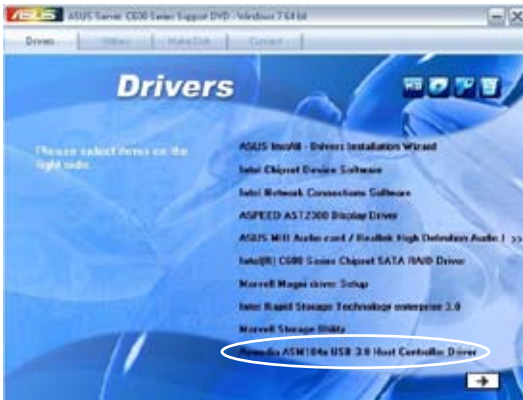 ASUS
ASUS Server C600 Series Support DVD - Windows 7 64 bit
Drivers
Utilities
Make Disk
Contact
Drivers
Please select items on the
right side.
ASUS InstAll - Drivers Installation Wizard
Intel Chipset Device Software
Intel Network Connections Software
ASPEED AST2300 Display Driver
ASUS MIO Audio card / Realtek High Definition Audio >>
Intel(R) C600 Series Chipset SATA RAID Driver
Marvell Magni driver Setup
Intel Rapid Storage Technology enterprise 3.0
Marvell Storage Utility
ASM104x USB 3.0 Host Controller Driver